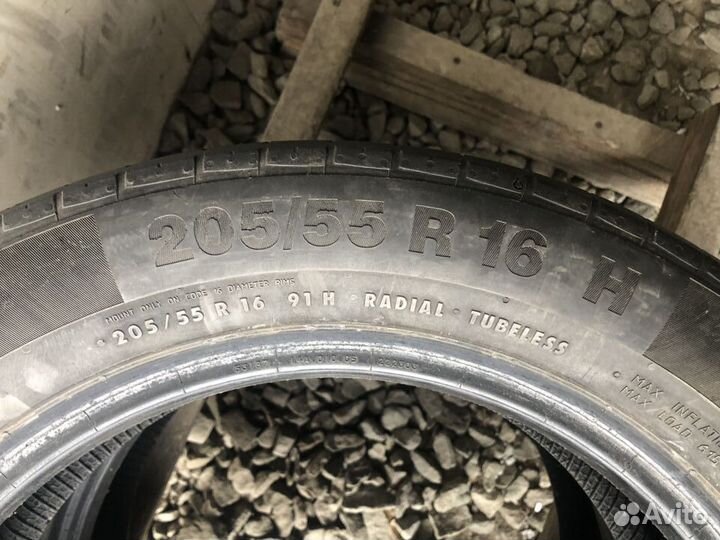 205/55 R 16 H
MOUNT ONLY ON CODE 16 DIAMETER RIMS
205/55 R 16 91 H • RADIAL • TUBELESS
MAX INFLAT
MAX LOAD 615
Avito